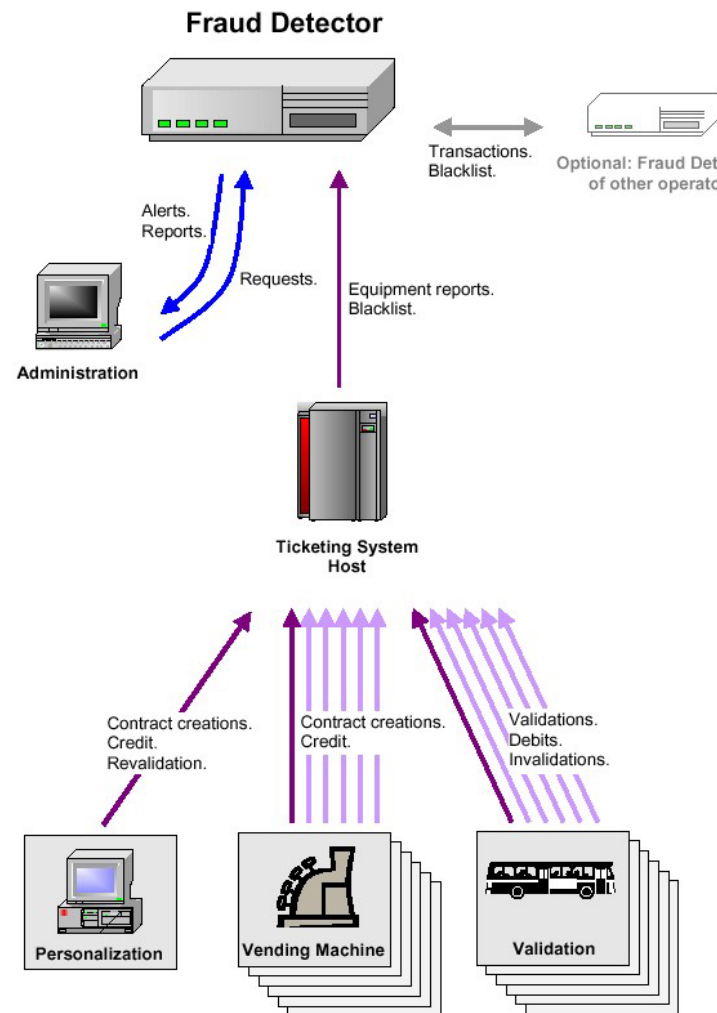 Fraud Detector
Transactions.
Blacklist.
Optional: Fraud Det
of other operato
Alerts.
Reports.
Requests.
Equipment reports.
Blacklist.
Administration
Ticketing System
Host
Contract creations.
Credit.
Revalidation.
Contract creations.
Credit.
Validations.
Debits.
Invalidations.
Personalization
Vending Machine
Validation